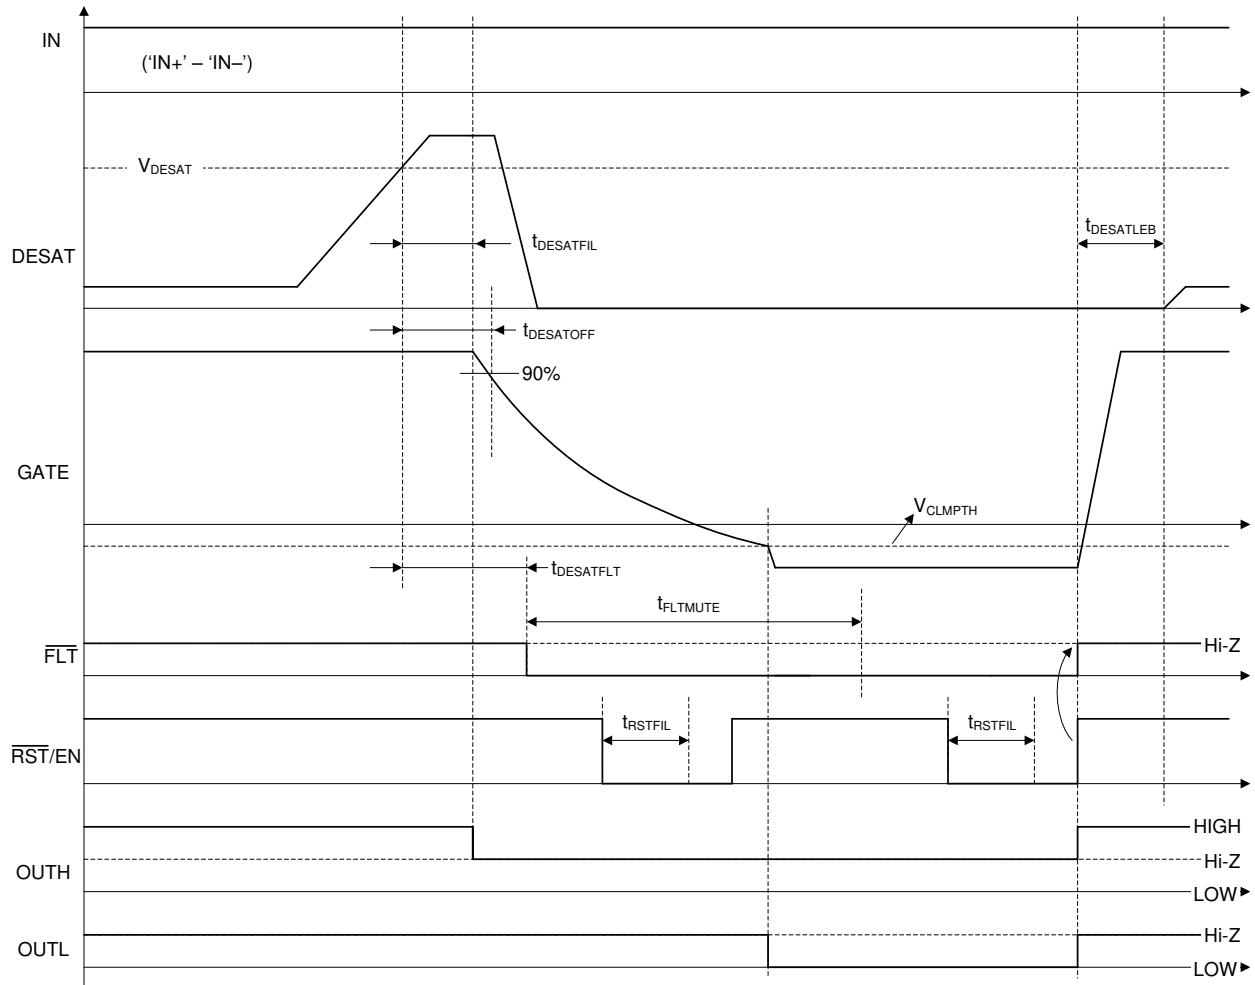 IN
(‘IN+’ – ‘IN–’)
VDESAT
tDESATLEB
tDESATFIL
DESAT
tDESATOFF
90%
GATE
VCLMPTH
tDESATFLT
tFLTMUTE
FLT
Hi-Z
tRSTFIL
tRSTFIL
RST/EN
HIGH
Hi-Z
OUTH
LOW
Hi-Z
OUTL
LOW